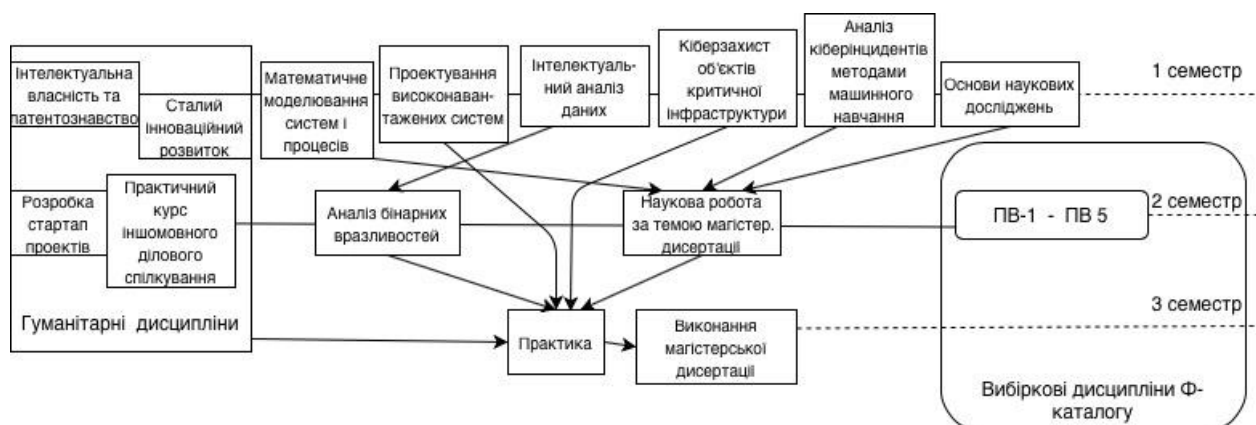 Інтелектуальна
власність та
патентознавство
Сталий
інноваційний
розвиток
Математичне
моделювання
систем і
процесів
Проектування
високонаван-
тажених систем
Інтелектуаль-
ний аналіз
даних
Кіберзахист
об'єктів
критичної
інфраструктури
Аналіз
кіберінцидентів
методами
машинного
навчання
Основи наукових
досліджень
1 семестр
Розробка
стартап
проектів
Практичний
курс
іншомовного
ділового
спілкування
Аналіз бінарних
вразливостей
Наукова робота
за темою магістер.
дисертації
ПВ-1 - ПВ 5
2 семестр
Гуманітарні дисципліни
Практика
Виконання
магістерської
дисертації
3 семестр
Вибіркові дисципліни Ф-
каталогу